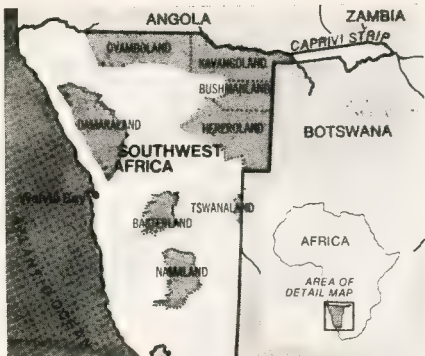 ANGOLA
ZAMBIA
CAPRIVI STRIP
OVAMBOLAND
KAVANGOLAND
BUSHMANLAND
DAMARALAND
HEREROLAND
BOTSWANA
SOUTHWEST
AFRICA
Walvis Bay
BASTERLAND
TSWANALAND
NAMALAND
AFRICA
AREA OF
DETAIL MAP